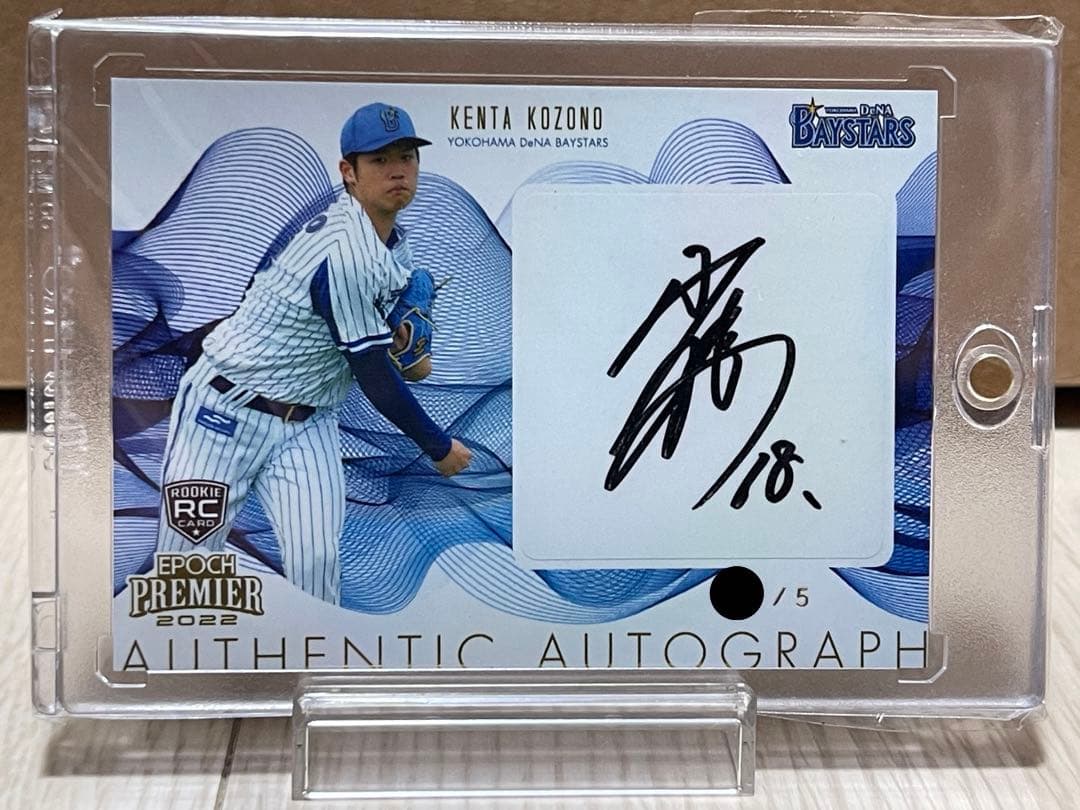 KENTA KOZONO
YOKOHAMA DeNA BAYSTARS
YOKOHAMA DeNA
BAYSTARS
18
ROOKIE
RC
CARD
EPOCH
PREMIER
2022
/ 5
AUTHENTIC AUTOGRAPH